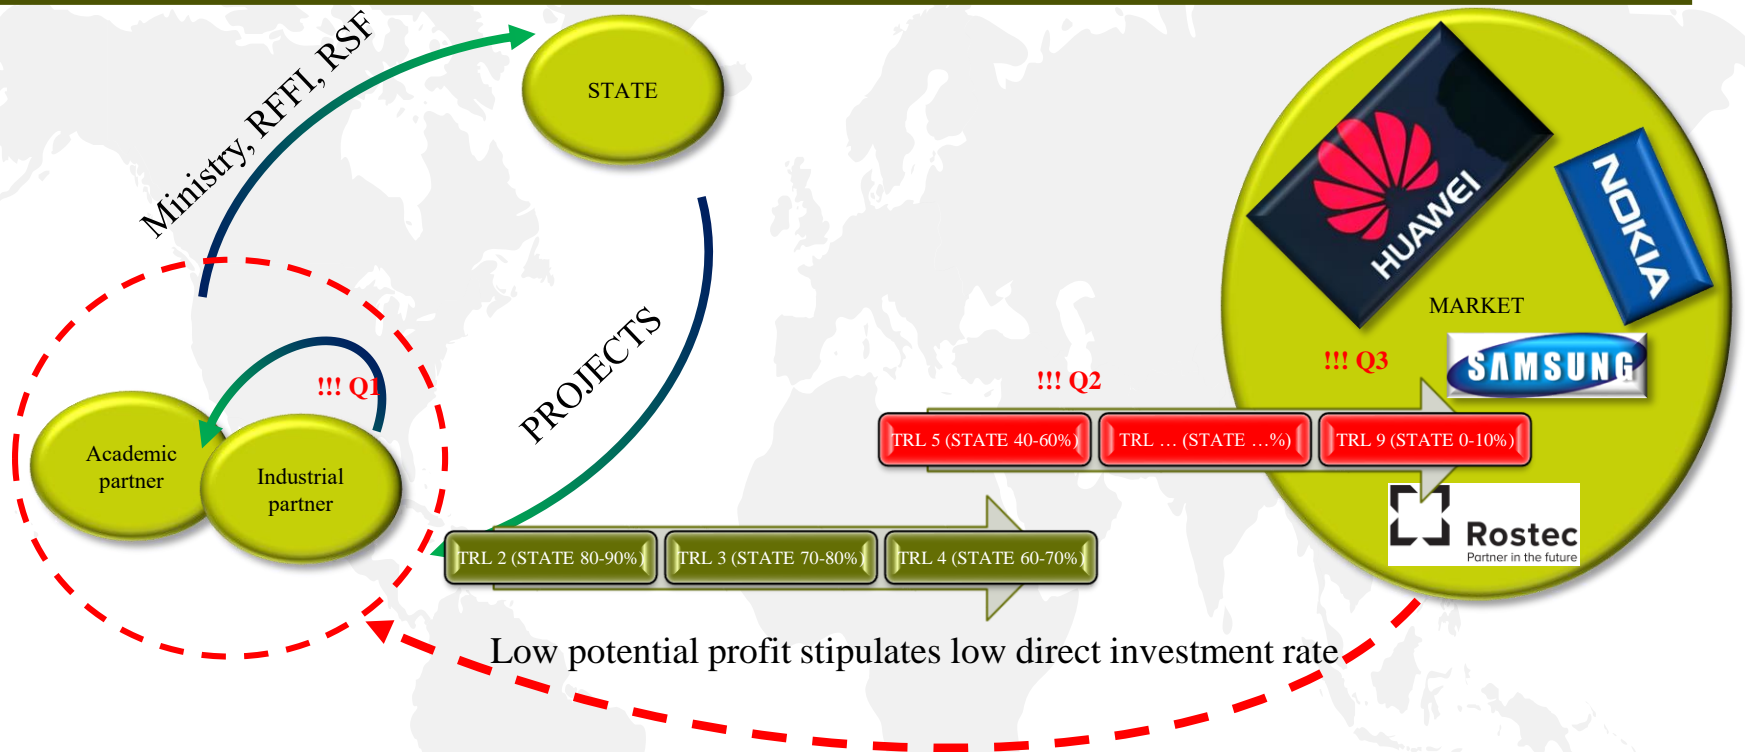 Ministry, RFFI, RSF
STATE
HUAWEI
NOKIA
MARKET
SAMSUNG
PROJECTS
!!! Q1
!!! Q2
!!! Q3
Academic
partner
Industrial
partner
TRL 5 (STATE 40-60%)
TRL … (STATE …%)
TRL 9 (STATE 0-10%)
Rostec
Partner in the future
TRL 2 (STATE 80-90%)
TRL 3 (STATE 70-80%)
TRL 4 (STATE 60-70%)
Low potential profit stipulates low direct investment rate